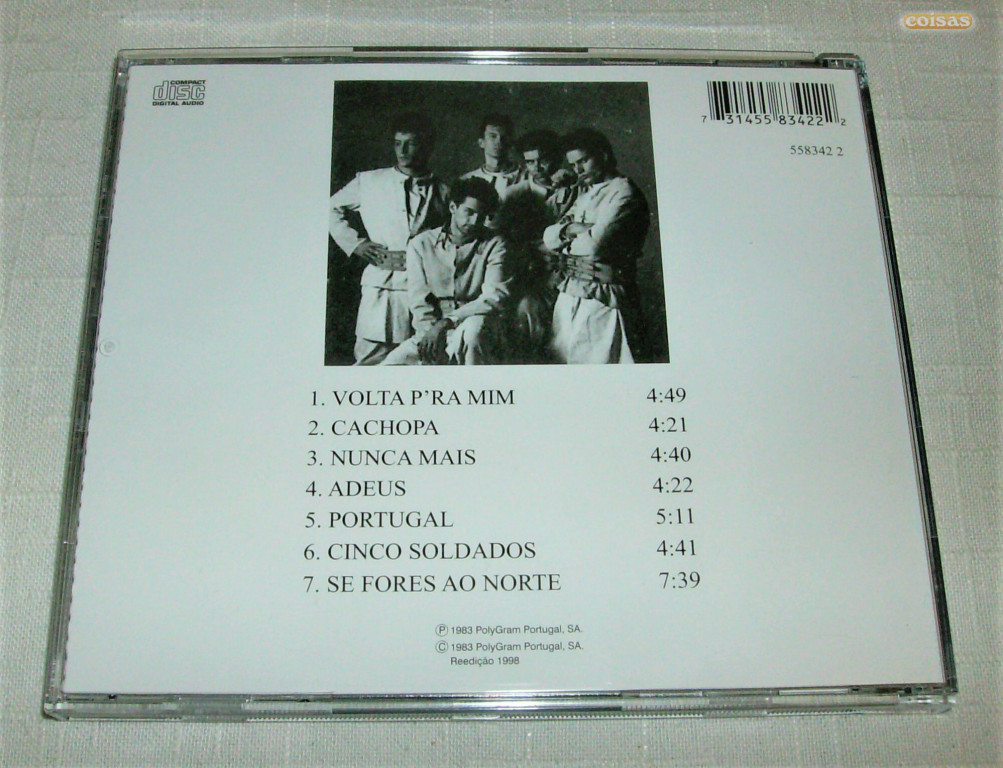 coisas
COMPACT
disc
DIGITAL AUDIO
7 31455 83422 2
558342 2
1. VOLTA P'RA MIM 4:49
2. CACHOPA 4:21
3. NUNCA MAIS 4:40
4. ADEUS 4:22
5. PORTUGAL 5:11
6. CINCO SOLDADOS 4:41
7. SE FORES AO NORTE 7:39
Ⓟ 1983 PolyGram Portugal, SA.
© 1983 PolyGram Portugal, SA.
Reedição 1998